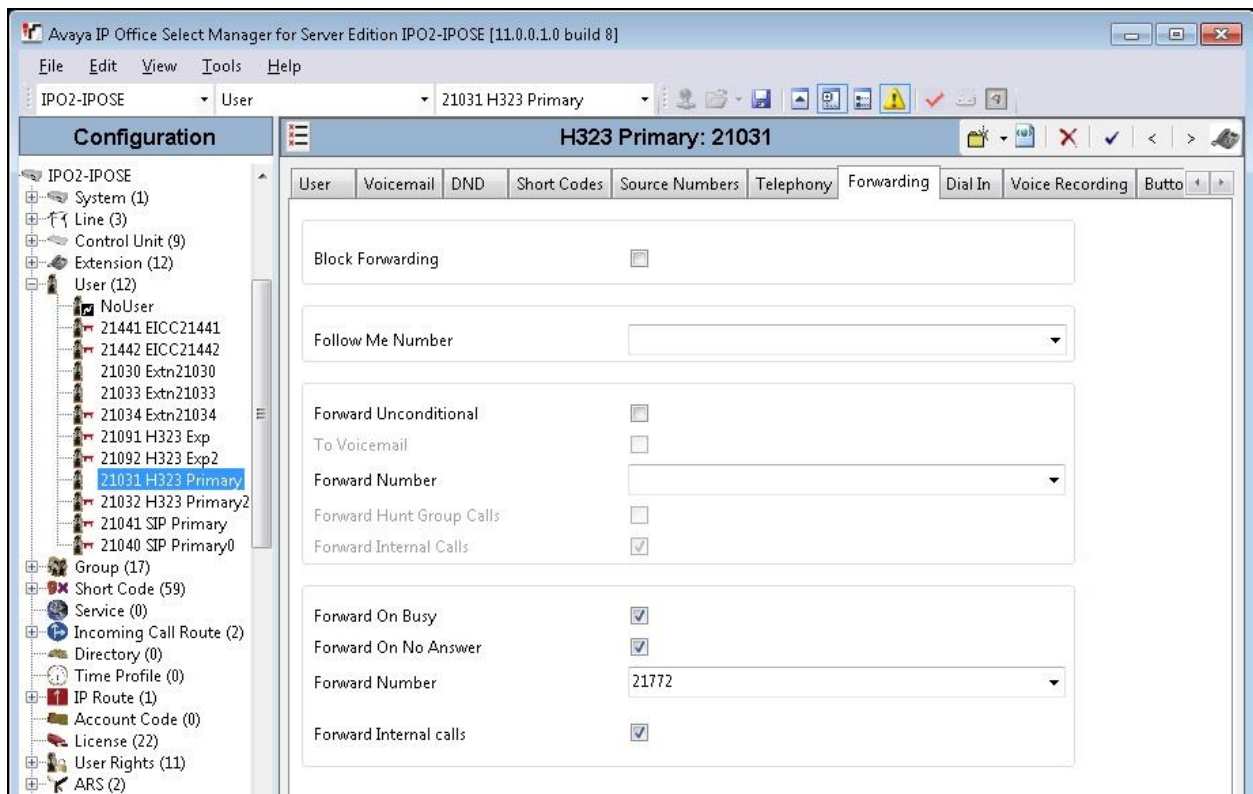 Avaya IP Office Select Manager for Server Edition IPO2-IPOSE [11.0.0.1.0 build 8]
File Edit View Tools Help
IPO2-IPOSE User 21031 H323 Primary
Configuration
IPO2-IPOSE
System (1)
Line (3)
Control Unit (9)
Extension (12)
User (12)
NoUser
21441 EICC21441
21442 EICC21442
21030 Extn21030
21033 Extn21033
21034 Extn21034
21091 H323 Exp
21092 H323 Exp2
21031 H323 Primary
21032 H323 Primary2
21041 SIP Primary
21040 SIP Primary0
Group (17)
Short Code (59)
Service (0)
Incoming Call Route (2)
Directory (0)
Time Profile (0)
IP Route (1)
Account Code (0)
License (22)
User Rights (11)
ARS (2)
H323 Primary: 21031
User Voicemail DND Short Codes Source Numbers Telephony Forwarding Dial In Voice Recording Butto
Block Forwarding
Follow Me Number
Forward Unconditional
To Voicemail
Forward Number
Forward Hunt Group Calls
Forward Internal Calls
Forward On Busy
Forward On No Answer
Forward Number 21772
Forward Internal calls